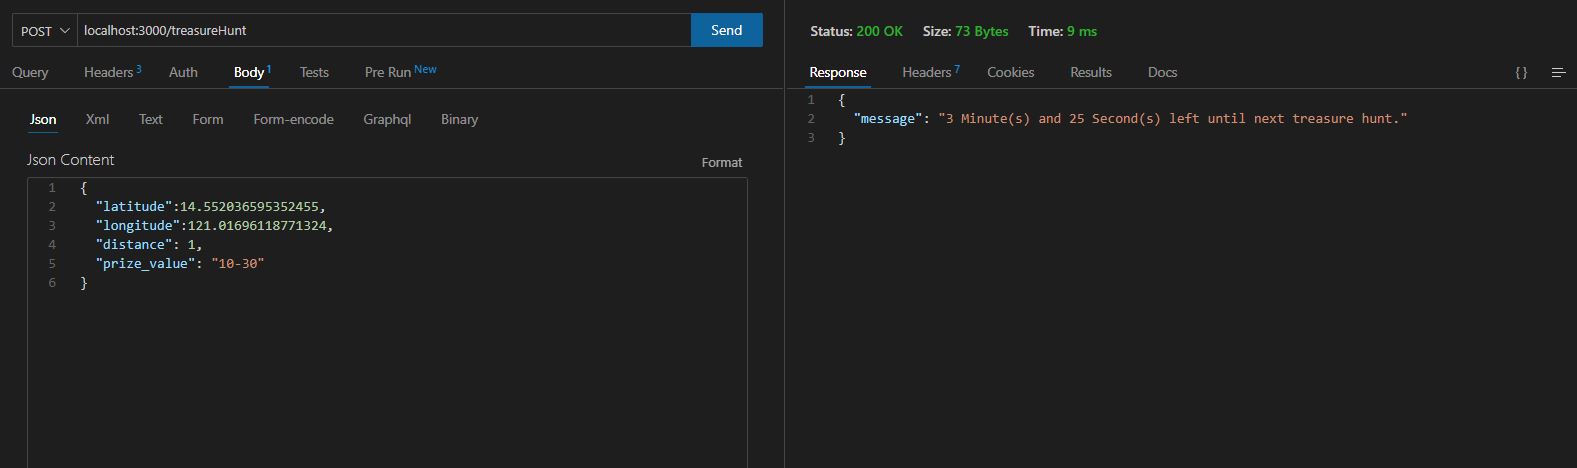 POST localhost:3000/treasureHunt Send
Query Headers 3 Auth Body 1 Tests Pre Run New
Json Xml Text Form Form-encode Graphql Binary
Json Content Format
1 {
2 "latitude":14.552036595352455,
3 "longitude":121.01696118771324,
4 "distance": 1,
5 "prize_value": "10-30"
6 }
Status: 200 OK Size: 73 Bytes Time: 9 ms
Response Headers 7 Cookies Results Docs {}
1 {
2 "message": "3 Minute(s) and 25 Second(s) left until next treasure hunt."
3 }